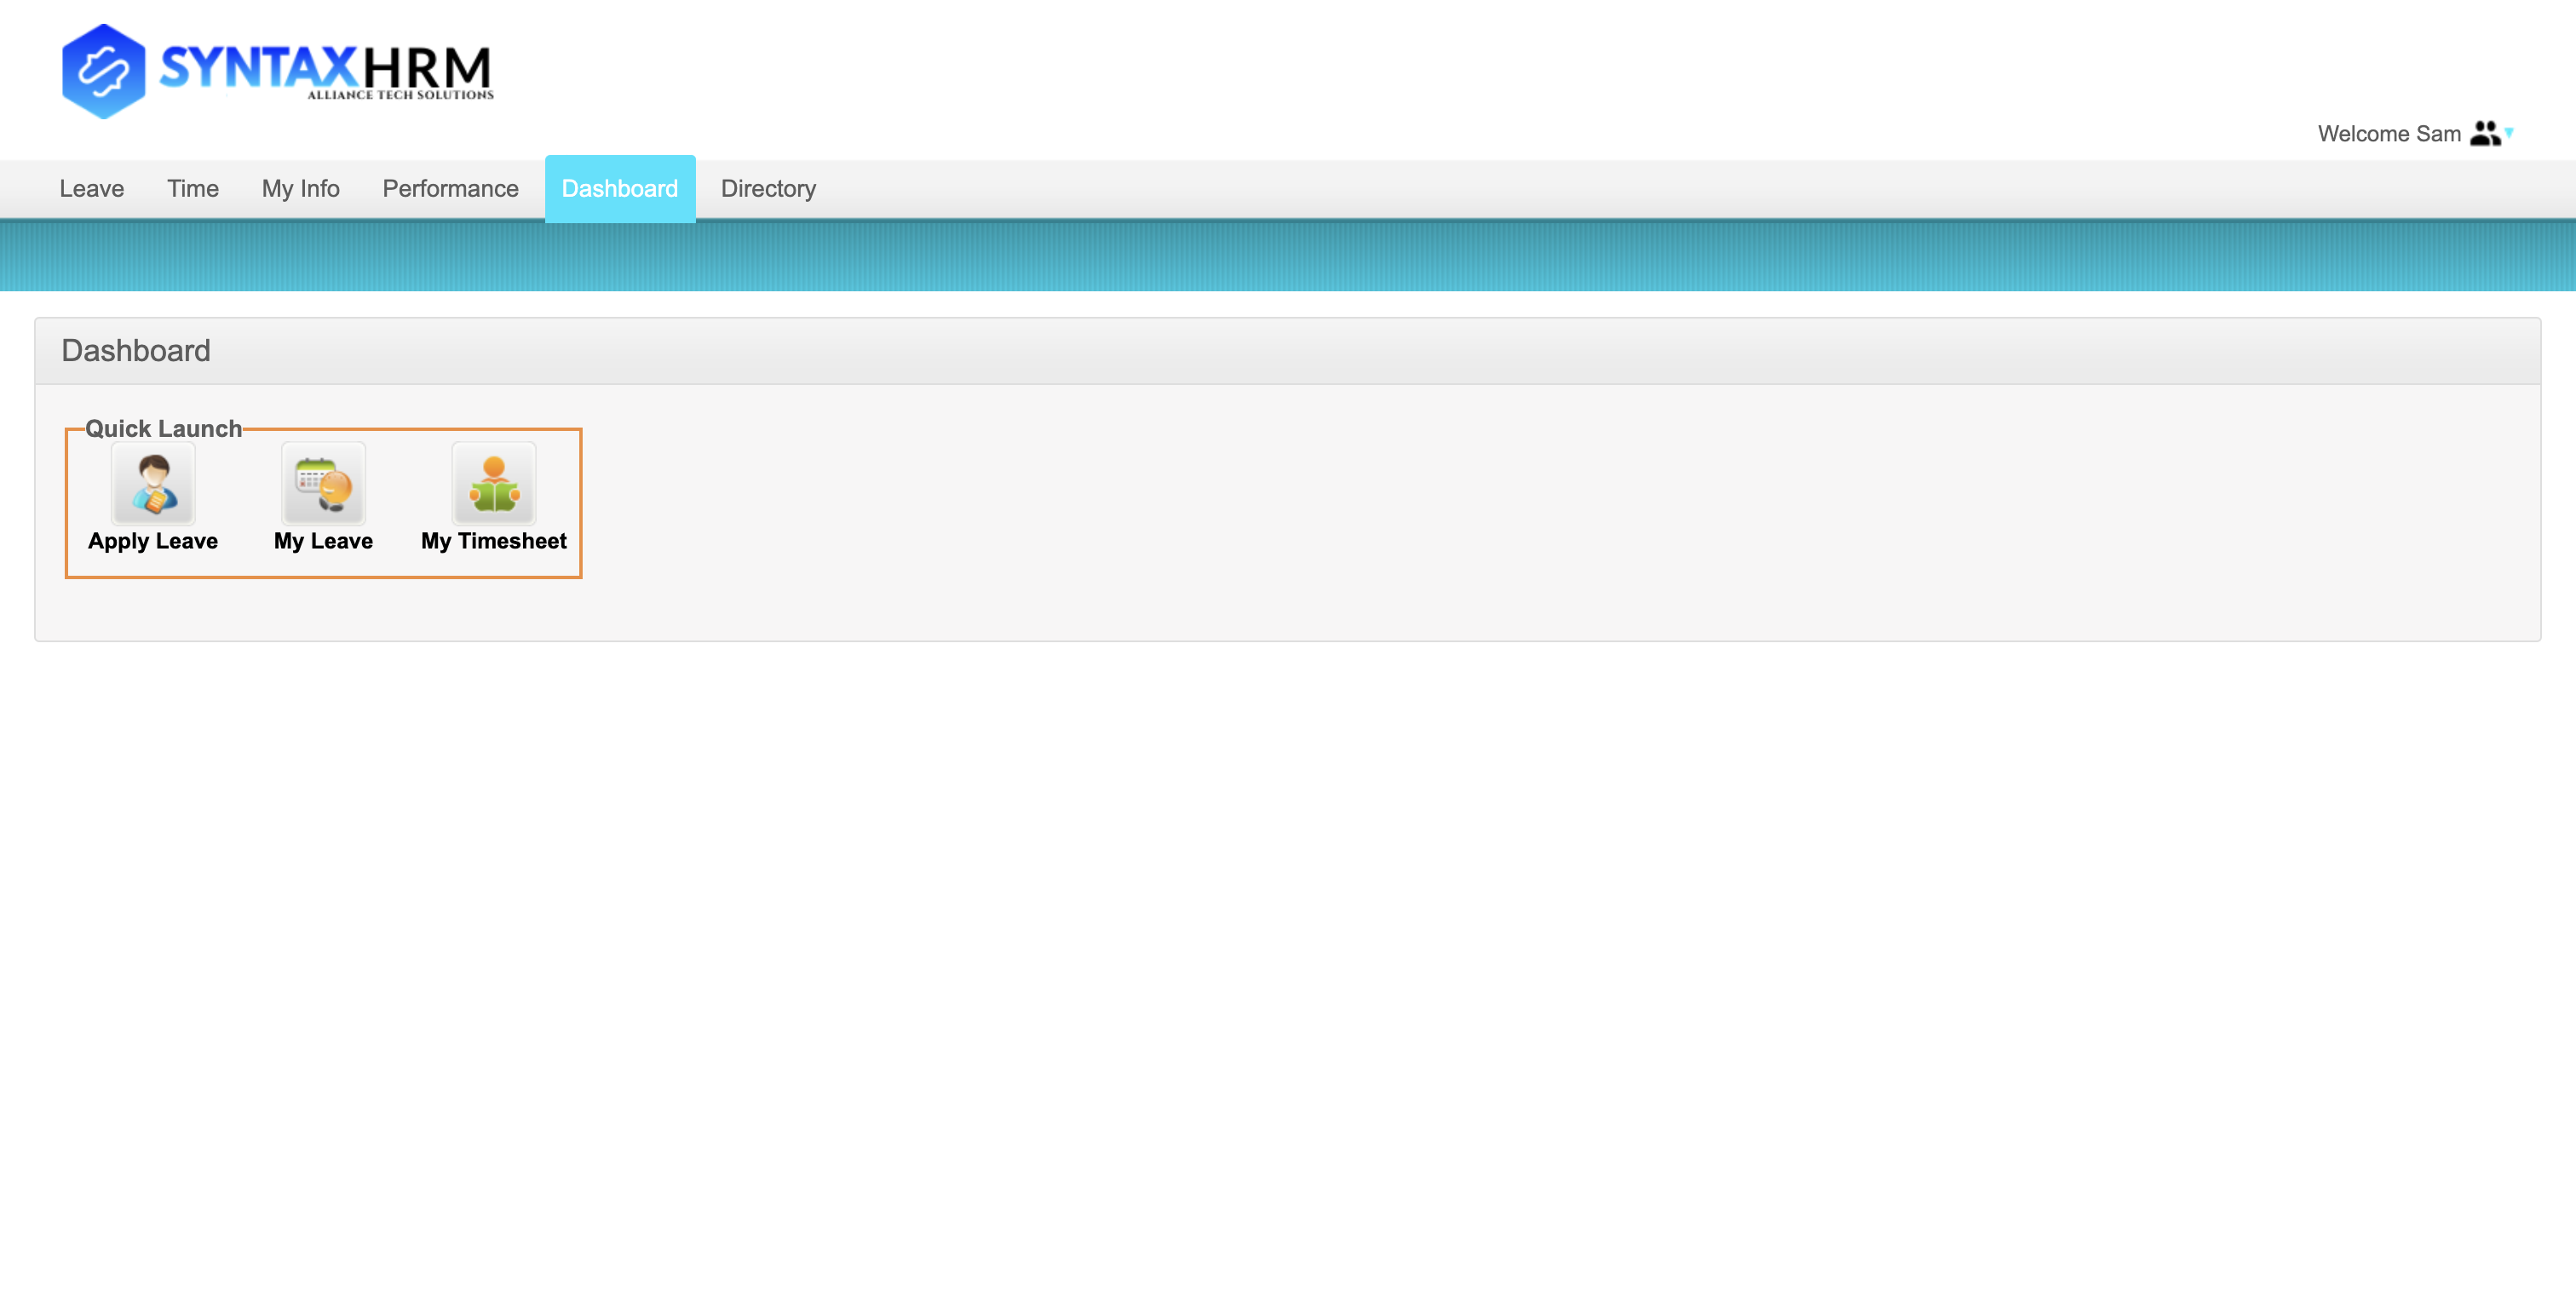 SYNTAXHRM
ALLIANCE TECH SOLUTIONS
Welcome Sam
Leave Time My Info Performance Dashboard Directory
Dashboard
Quick Launch
Apply Leave My Leave My Timesheet